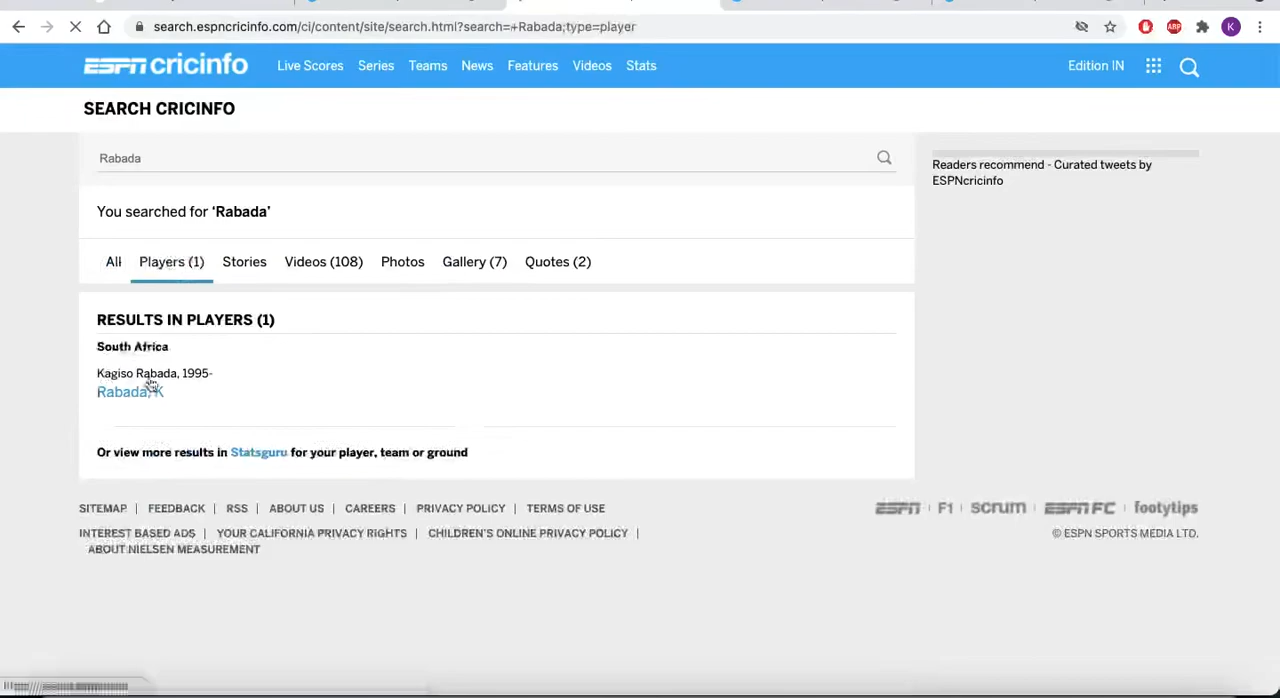 search.espncricinfo.com/ci/content/site/search.html?search=+Rabada;type=player
ABP
K
ESPN cricinfo
Live Scores Series Teams News Features Videos Stats
Edition IN
SEARCH CRICINFO
Rabada
Readers recommend - Curated tweets by
ESPNcricinfo
You searched for ‘Rabada’
All Players (1) Stories Videos (108) Photos Gallery (7) Quotes (2)
RESULTS IN PLAYERS (1)
South Africa
Kagiso Rabada, 1995-
Rabada, K
Or view more results in Statsguru for your player, team or ground
SITEMAP | FEEDBACK | RSS | ABOUT US | CAREERS | PRIVACY POLICY | TERMS OF USE
ESPN F1 scrum ESPN FC footytips
INTEREST BASED ADS | YOUR CALIFORNIA PRIVACY RIGHTS | CHILDREN'S ONLINE PRIVACY POLICY |
© ESPN SPORTS MEDIA LTD.
ABOUT NIELSEN MEASUREMENT